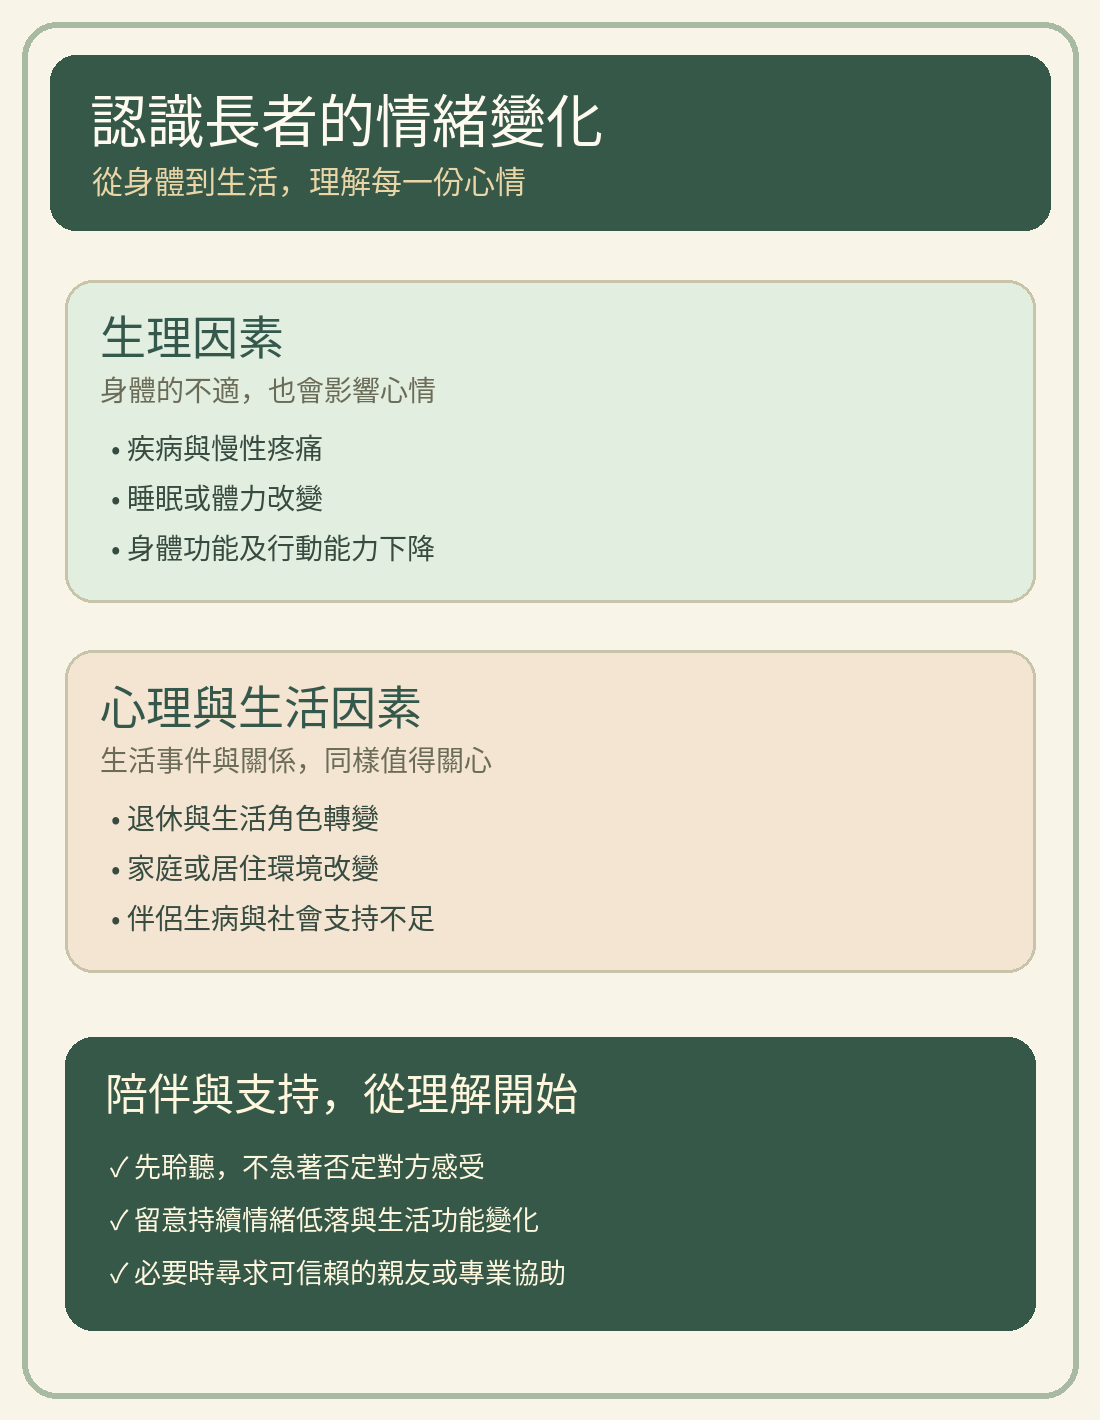 認識長者的情緒變化
從身體到生活，理解每一份心情
生理因素
身體的不適，也會影響心情
• 疾病與慢性疼痛
• 睡眠或體力改變
• 身體功能及行動能力下降
心理與生活因素
生活事件與關係，同樣值得關心
• 退休與生活角色轉變
• 家庭或居住環境改變
• 伴侶生病與社會支持不足
陪伴與支持，從理解開始
✓ 先聆聽，不急著否定對方感受
✓ 留意持續情緒低落與生活功能變化
✓ 必要時尋求可信賴的親友或專業協助